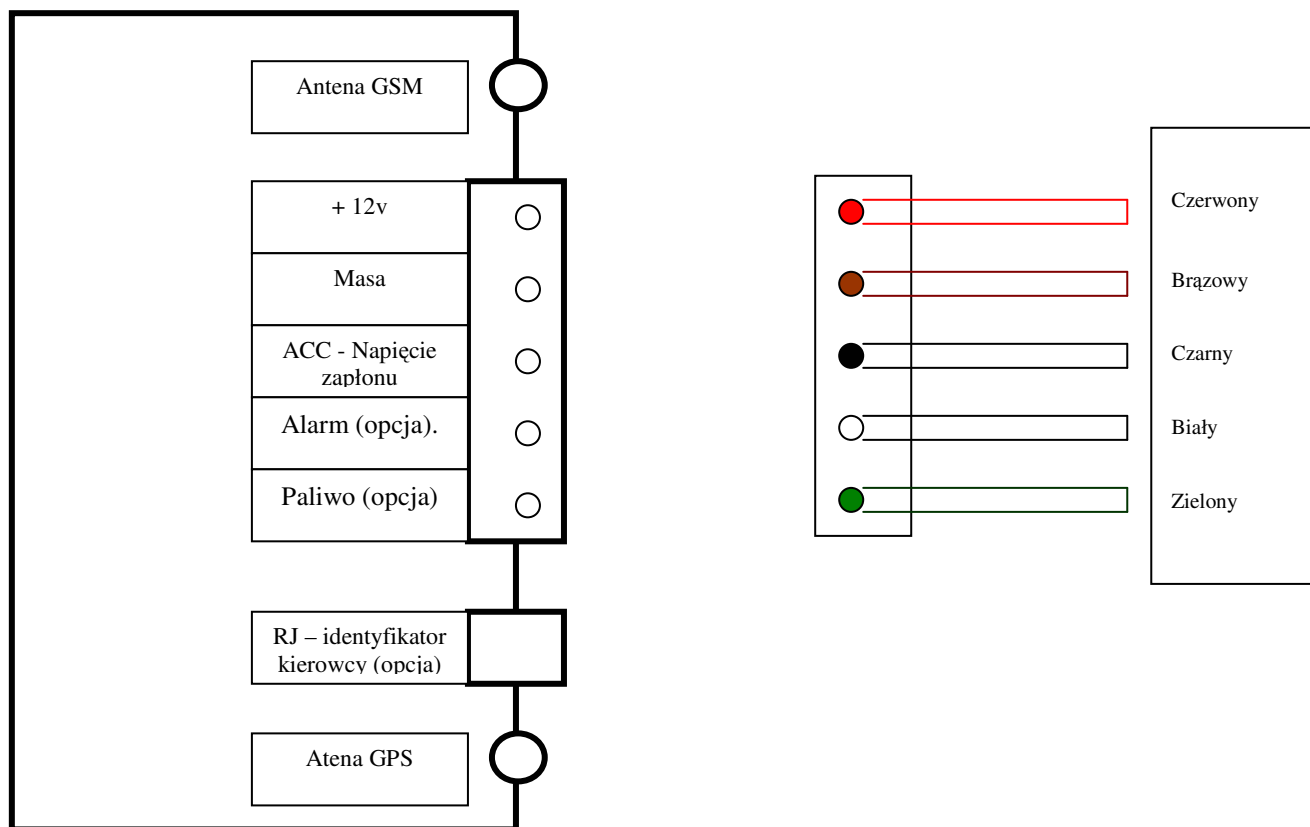 Antena GSM
+ 12v
Masa
ACC - Napięcie
zapłonu
Alarm (opcja).
Paliwo (opcja)
RJ – identyfikator
kierowcy (opcja)
Atena GPS
Czerwony
Brązowy
Czarny
Biały
Zielony